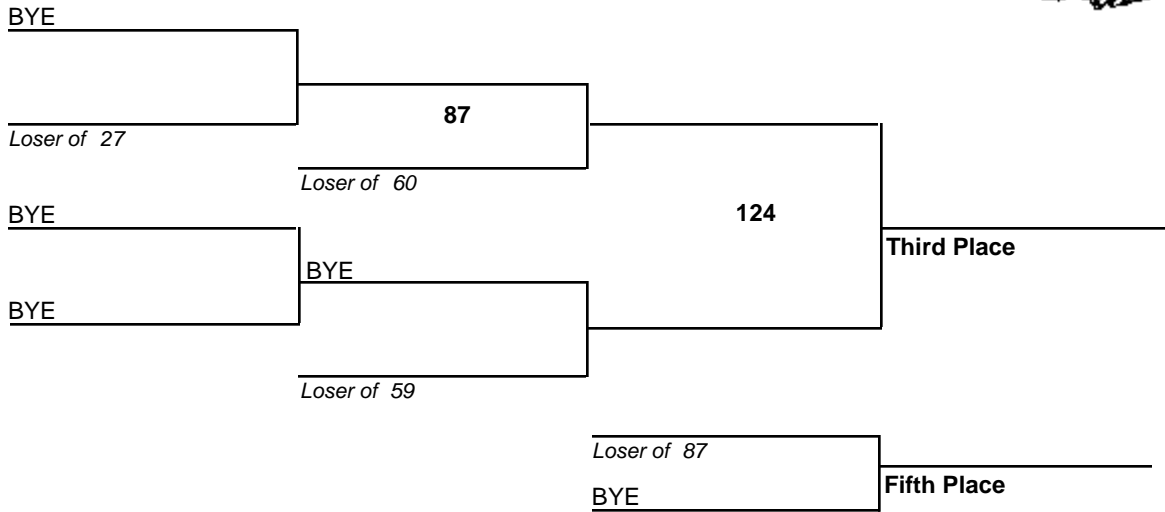 BYE
87
Loser of 27
Loser of 60
BYE
124
Third Place
BYE
BYE
Loser of 59
Loser of 87
Fifth Place
BYE